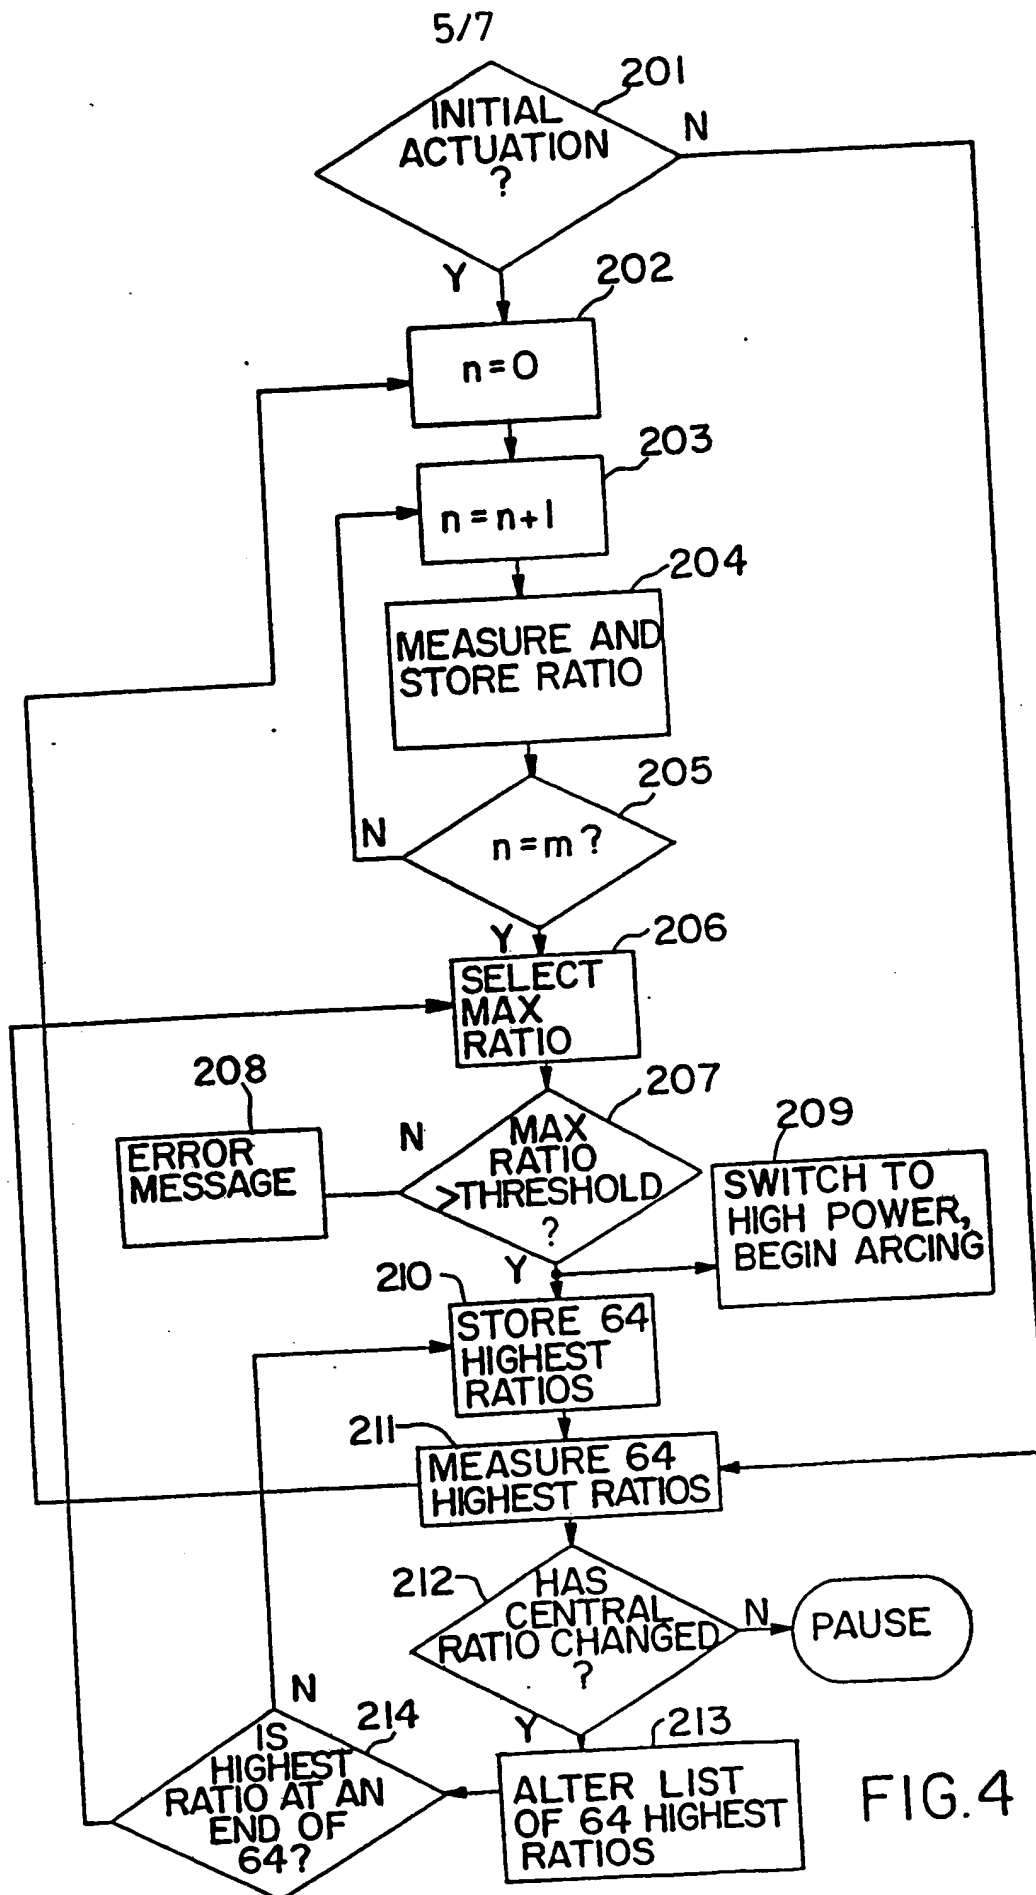 5/7
201
INITIAL
ACTUATION
?
N
Y
202
n=0
203
n=n+1
204
MEASURE AND
STORE RATIO
205
n=m?
N
Y
206
SELECT
MAX
RATIO
207
208
ERROR
MESSAGE
N
MAX
RATIO
>THRESHOLD
?
209
SWITCH TO
HIGH POWER,
BEGIN ARCING
Y
210
STORE 64
HIGHEST
RATIOS
211
MEASURE 64
HIGHEST RATIOS
212
HAS
CENTRAL
RATIO CHANGED
?
N
PAUSE
Y
213
ALTER LIST
OF 64 HIGHEST
RATIOS
N
214
IS
HIGHEST
RATIO AT AN
END OF
64?
FIG.4